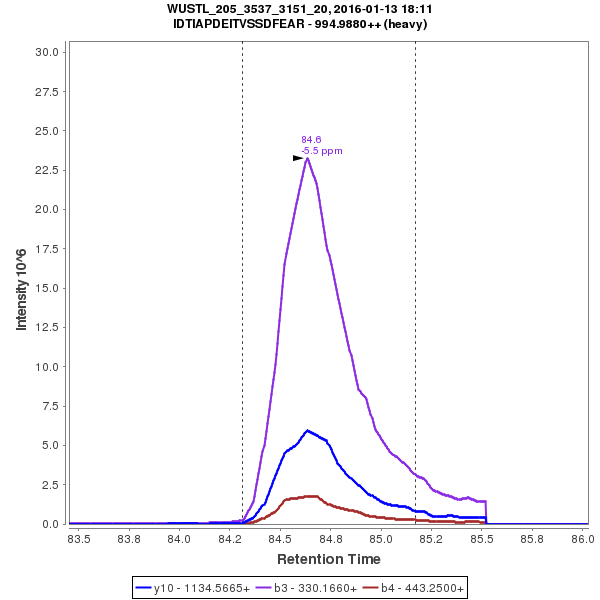 WUSTL_205_3537_3151_20, 2016-01-13 18:11
IDTIAPDEITVSSDFEAR - 994.9880++ (heavy)
30.0
27.5
25.0
22.5
20.0
17.5
15.0
12.5
10.0
7.5
5.0
2.5
0.0
Intensity 10^6
84.6
-5.5 ppm
83.5 83.8 84.0 84.2 84.5 84.8 85.0 85.2 85.5 85.8 86.0
Retention Time
y10 - 1134.5665+ b3 - 330.1660+ b4 - 443.2500+